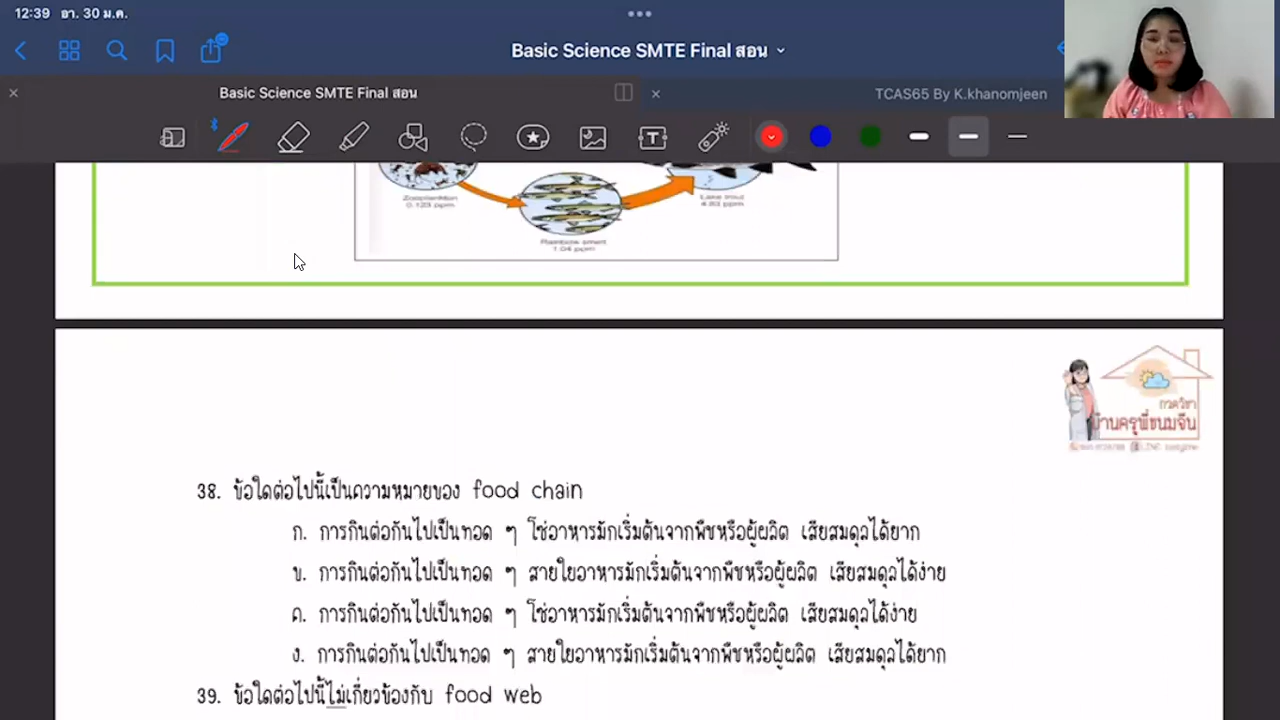 12:39 อา. 30 ม.ค.
Basic Science SMTE Final สอน
Basic Science SMTE Final สอน
TCAS65 By K.khanomjeen
Zooplankton
0.123 ppm
Lake trout
4.83 ppm
Rainbow smelt
1.04 ppm
กวดวิชา
บ้านครูพี่ขนมจีน
38. ข้อใดต่อไปนี้เป็นความหมายของ food chain
ก. การกินต่อกันไปเป็นทอด ๆ โซ่อาหารมักเริ่มต้นจากพืชหรือผู้ผลิต เสียสมดุลได้ยาก
ข. การกินต่อกันไปเป็นทอด ๆ สายใยอาหารมักเริ่มต้นจากพืชหรือผู้ผลิต เสียสมดุลได้ง่าย
ค. การกินต่อกันไปเป็นทอด ๆ โซ่อาหารมักเริ่มต้นจากพืชหรือผู้ผลิต เสียสมดุลได้ง่าย
ง. การกินต่อกันไปเป็นทอด ๆ สายใยอาหารมักเริ่มต้นจากพืชหรือผู้ผลิต เสียสมดุลได้ยาก
39. ข้อใดต่อไปนี้ไม่เกี่ยวข้องกับ food web